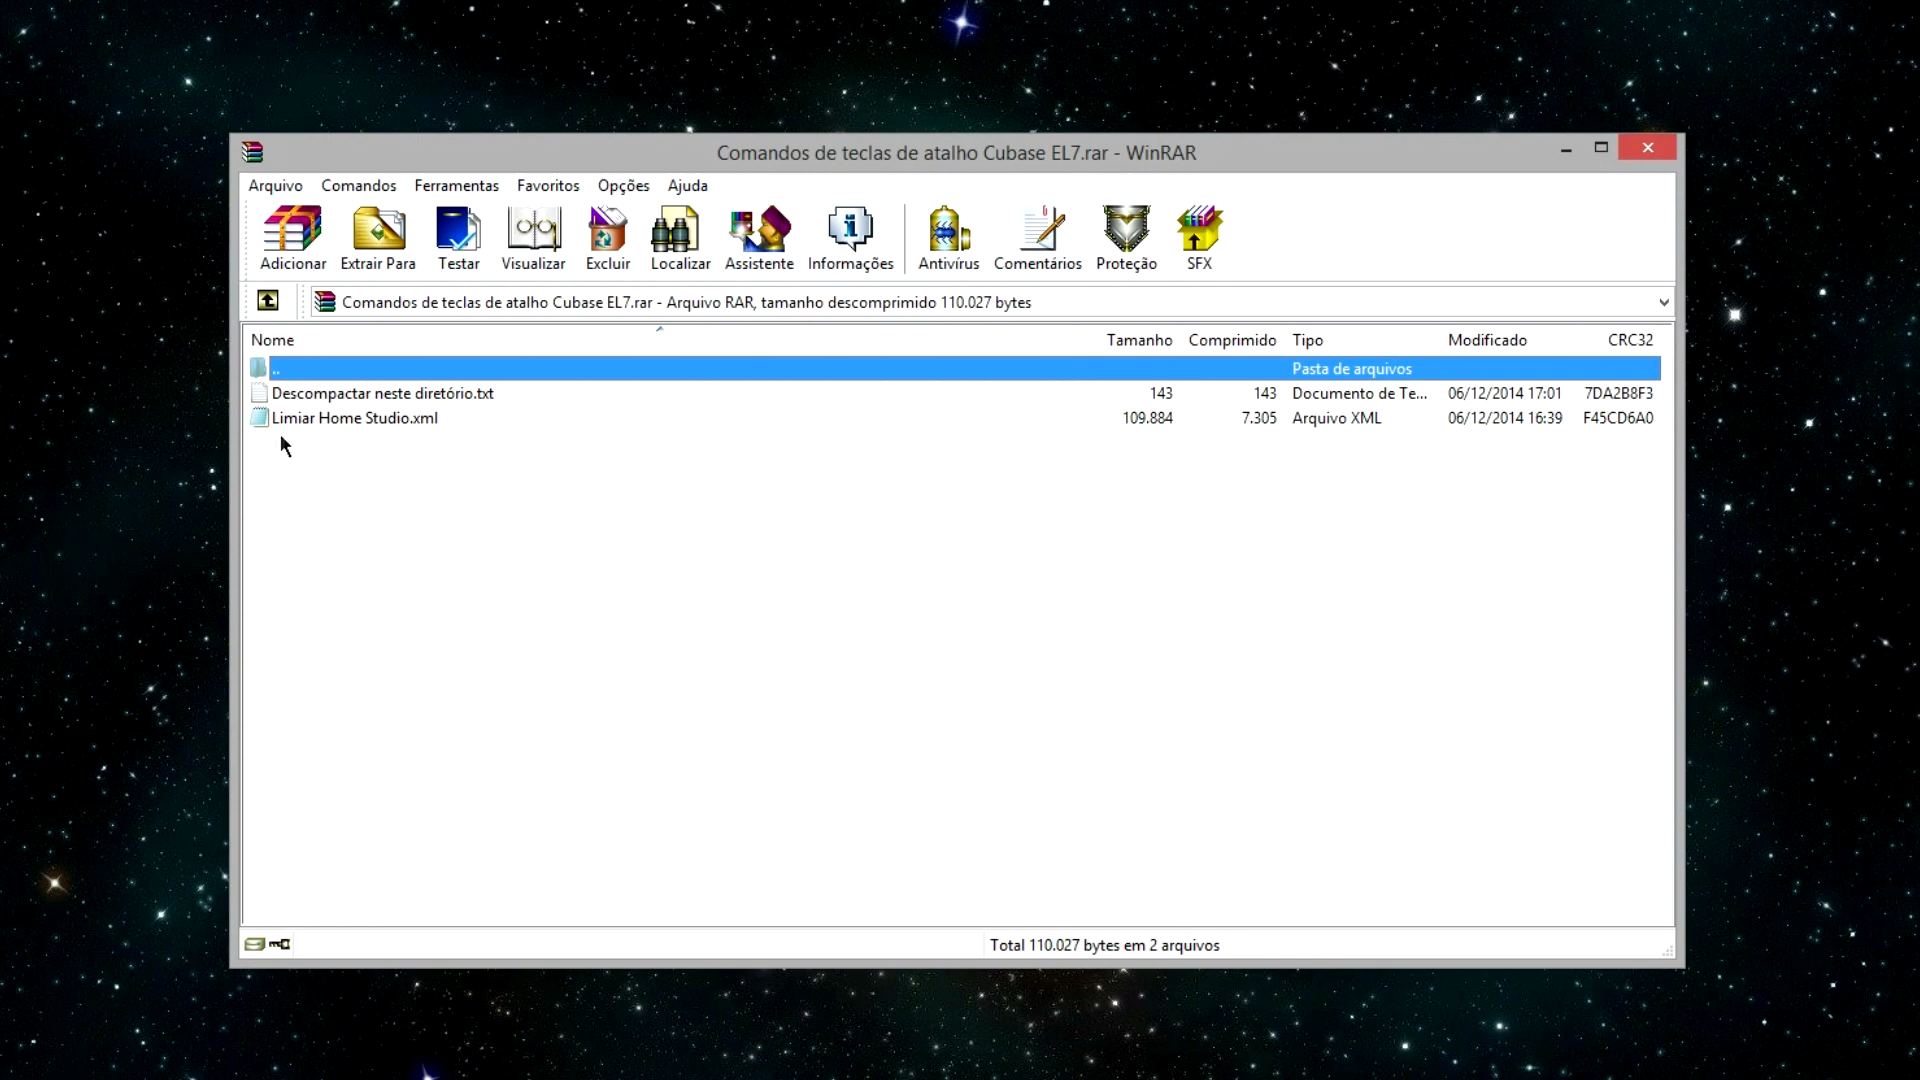 Comandos de teclas de atalho Cubase EL7.rar - WinRAR
Arquivo Comandos Ferramentas Favoritos Opções Ajuda
Adicionar Extrair Para Testar Visualizar Excluir Localizar Assistente Informações Antivírus Comentários Proteção SFX
Comandos de teclas de atalho Cubase EL7.rar - Arquivo RAR, tamanho descomprimido 110.027 bytes
Nome Tamanho Comprimido Tipo Modificado CRC32
.. Pasta de arquivos
Descompactar neste diretório.txt 143 143 Documento de Te... 06/12/2014 17:01 7DA2B8F3
Limiar Home Studio.xml 109.884 7.305 Arquivo XML 06/12/2014 16:39 F45CD6A0
Total 110.027 bytes em 2 arquivos